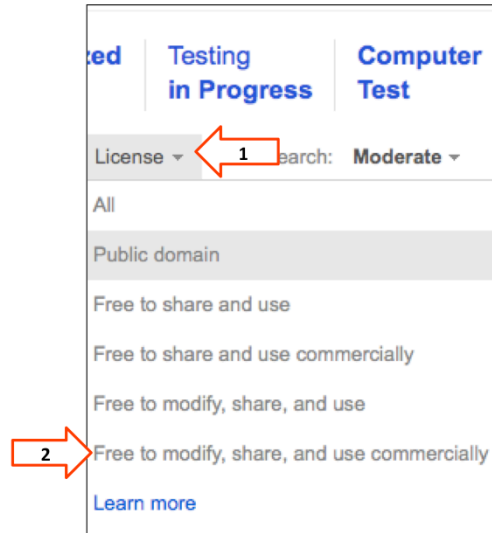 zed Testing Computer
in Progress Test
License 1 earch: Moderate
All
Public domain
Free to share and use
Free to share and use commercially
Free to modify, share, and use
2 Free to modify, share, and use commercially
Learn more